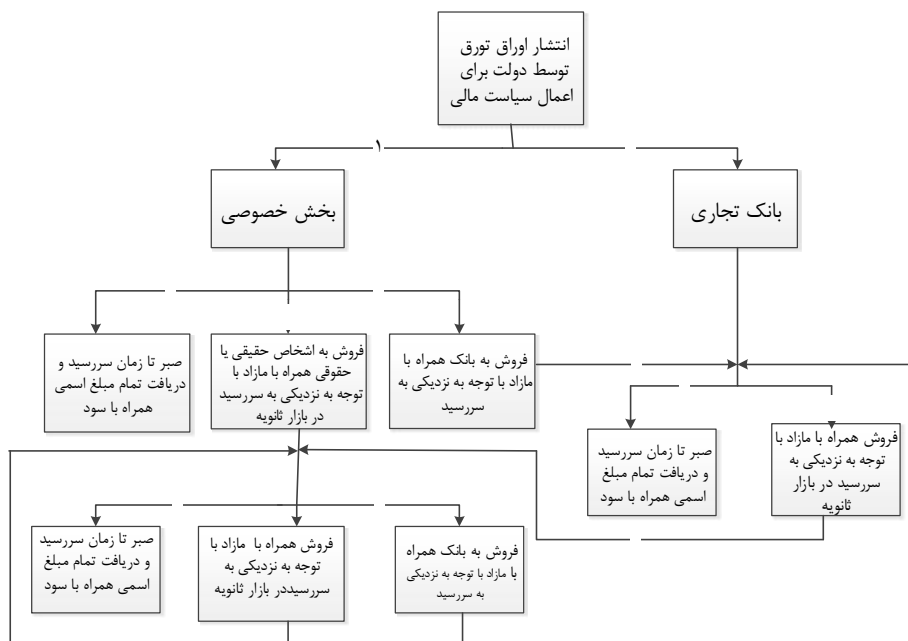 انتشار اوراق تورق
توسط دولت برای
اعمال سیاست مالی
۱
بانک تجاری
بخش خصوصی
فروش به بانک همراه با
مازاد با توجه به نزدیکی به
سررسید
فروش به اشخاص حقیقی یا
حقوقی همراه با مازاد با
توجه به نزدیکی به سررسید
در بازار ثانویه
صبر تا زمان سررسید و
دریافت تمام مبلغ اسمی
همراه با سود
فروش همراه با مازاد با
توجه به نزدیکی به
سررسید در بازار
ثانویه
صبر تا زمان سررسید
و دریافت تمام مبلغ
اسمی همراه با سود
فروش به بانک همراه
با مازاد با توجه به نزدیکی
به سررسید
فروش همراه با مازاد با
توجه به نزدیکی به
سررسیددر بازار ثانویه
صبر تا زمان سررسید
و دریافت تمام مبلغ
اسمی همراه با سود